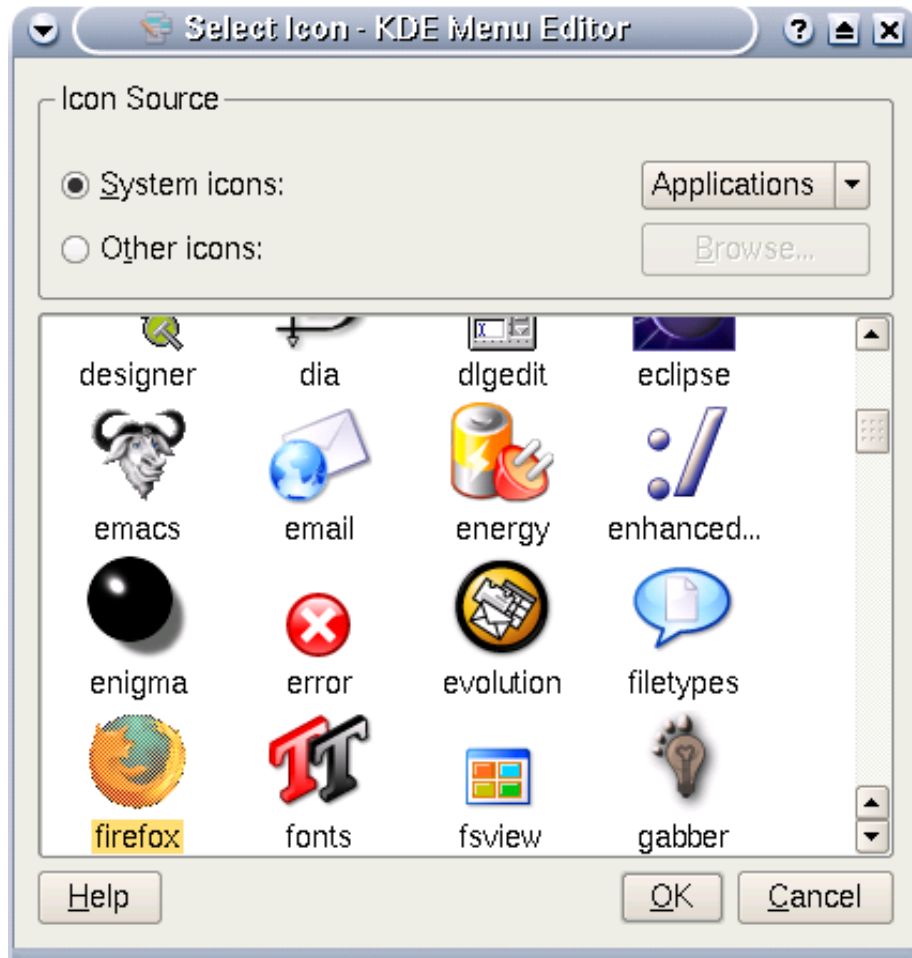 Select Icon - KDE Menu Editor
Icon Source
System icons:
Applications
Other icons:
Browse...
designer dia dlgedit eclipse
emacs email energy enhanced...
enigma error evolution filetypes
firefox fonts fsview gabber
Help OK Cancel